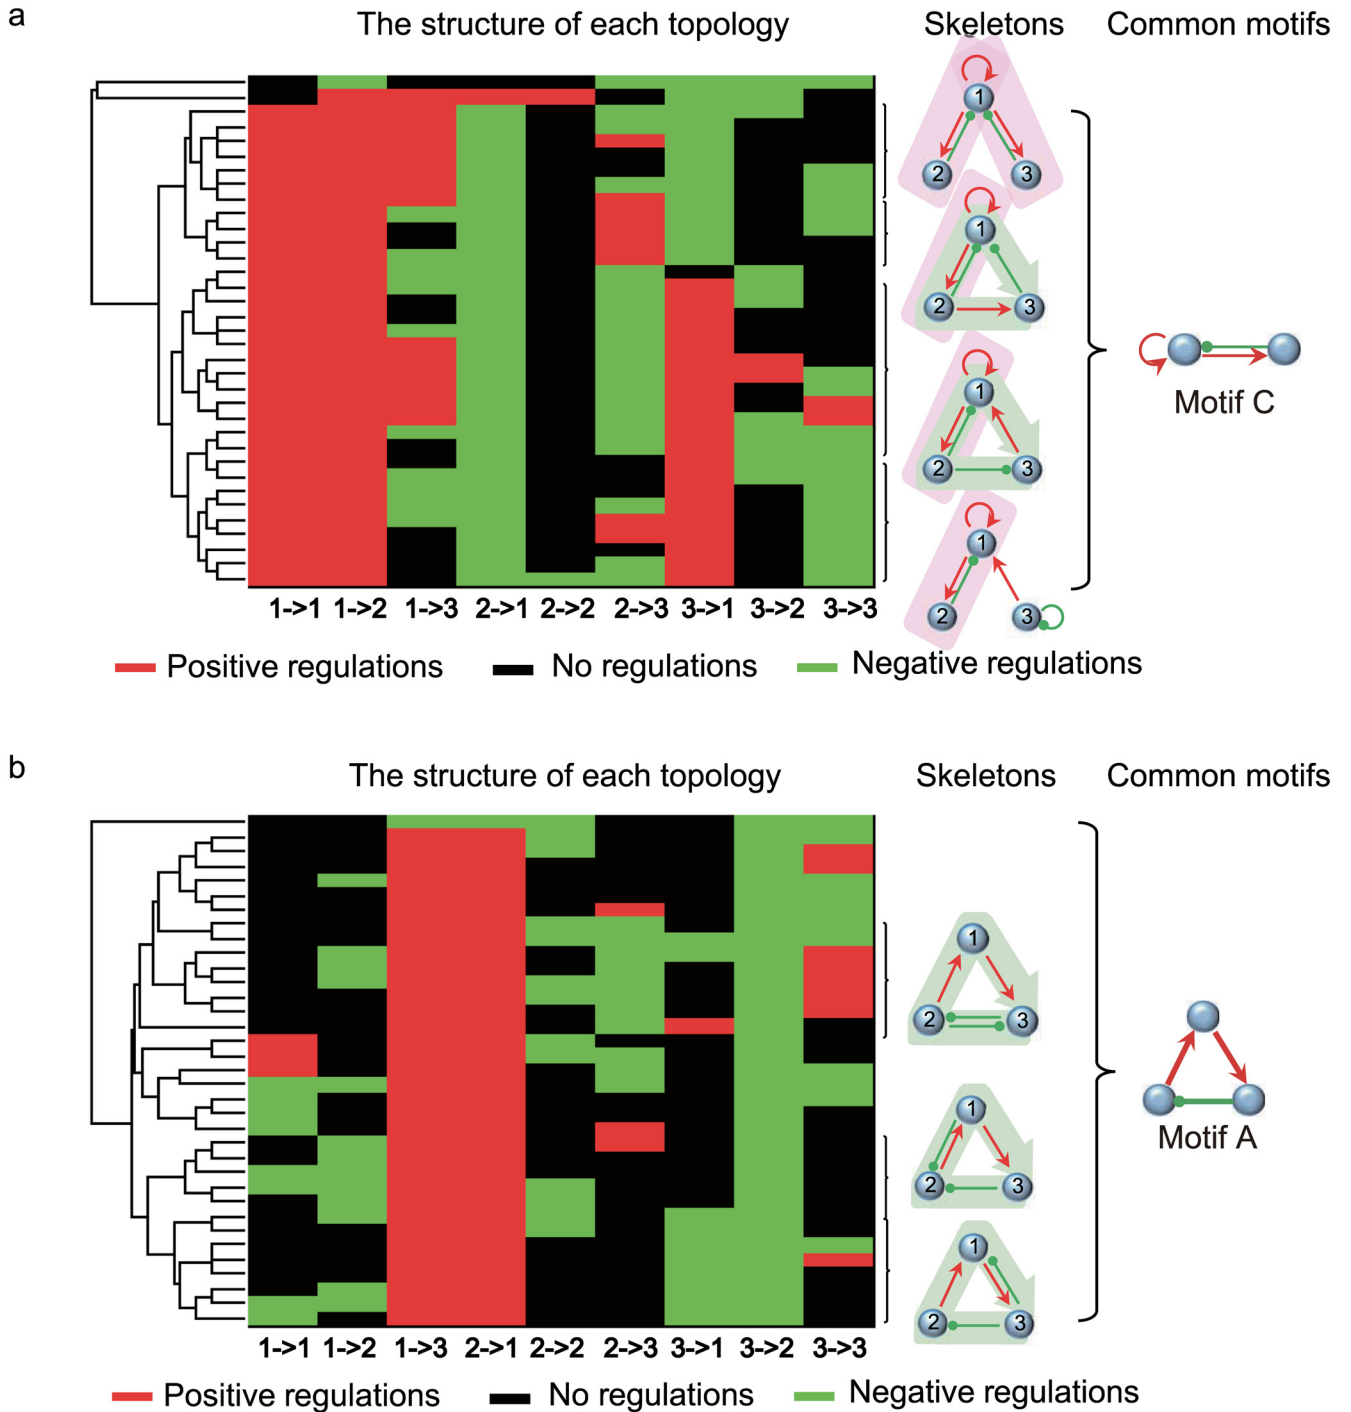 a
The structure of each topology
Skeletons
Common motifs
1
2
3
1
2
3
1
2
3
1
2
3
Motif C
1->1 1->2 1->3 2->1 2->2 2->3 3->1 3->2 3->3
Positive regulations
No regulations
Negative regulations
b
The structure of each topology
Skeletons
Common motifs
1
2
3
1
2
3
1
2
3
Motif A
1->1 1->2 1->3 2->1 2->2 2->3 3->1 3->2 3->3
Positive regulations
No regulations
Negative regulations